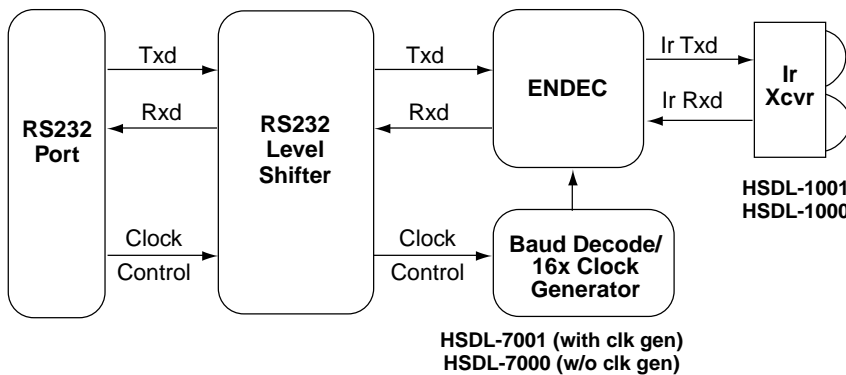 RS232
Port
Txd
Rxd
Clock
Control
RS232
Level
Shifter
Txd
Rxd
Clock
Control
ENDEC
Baud Decode/
16x Clock
Generator
Ir Txd
Ir Rxd
Ir
Xcvr
HSDL-1001
HSDL-1000
HSDL-7001 (with clk gen)
HSDL-7000 (w/o clk gen)